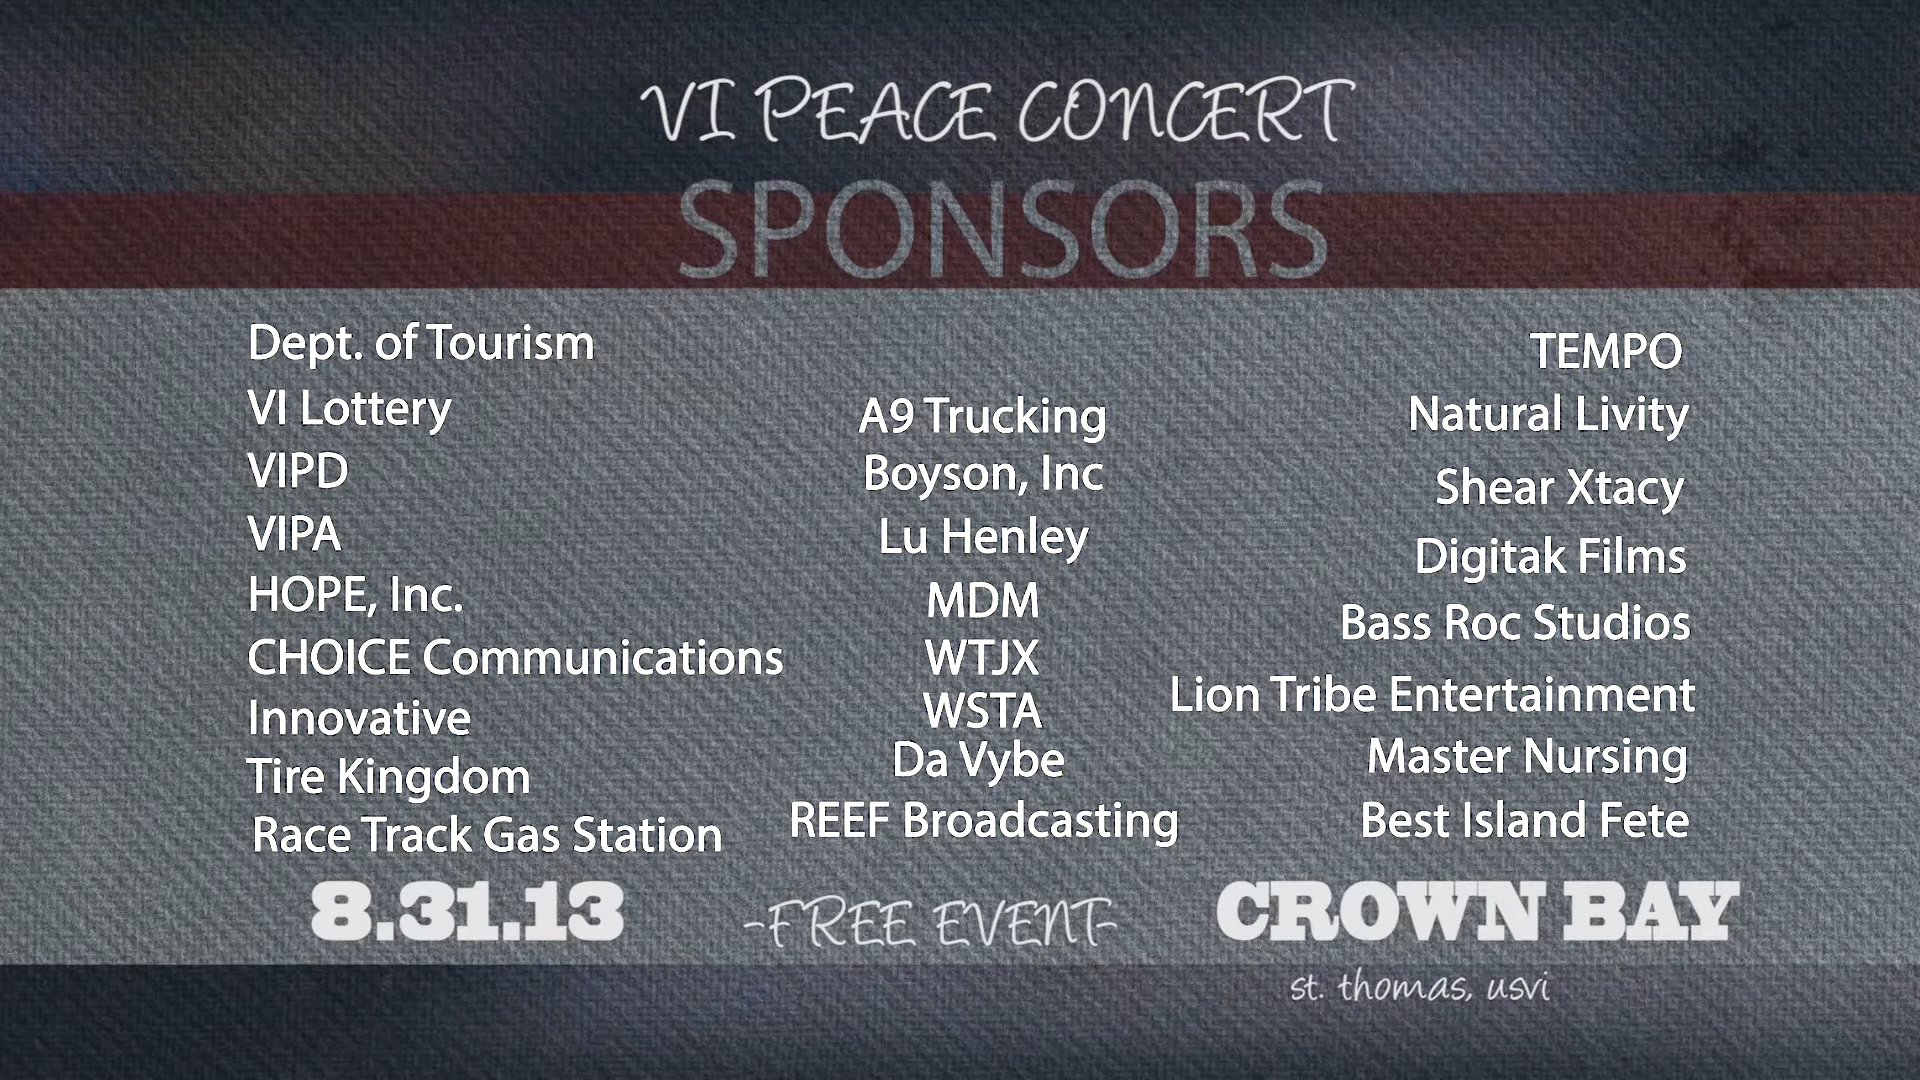 VI PEACE CONCERT
SPONSORS
Dept. of Tourism
VI Lottery
VIPD
VIPA
HOPE, Inc.
CHOICE Communications
Innovative
Tire Kingdom
Race Track Gas Station
A9 Trucking
Boyson, Inc
Lu Henley
MDM
WTJX
WSTA
Da Vybe
REEF Broadcasting
TEMPO
Natural Livity
Shear Xtacy
Digitak Films
Bass Roc Studios
Lion Tribe Entertainment
Master Nursing
Best Island Fete
8.31.13
-FREE EVENT-
CROWN BAY
st. thomas, usvi